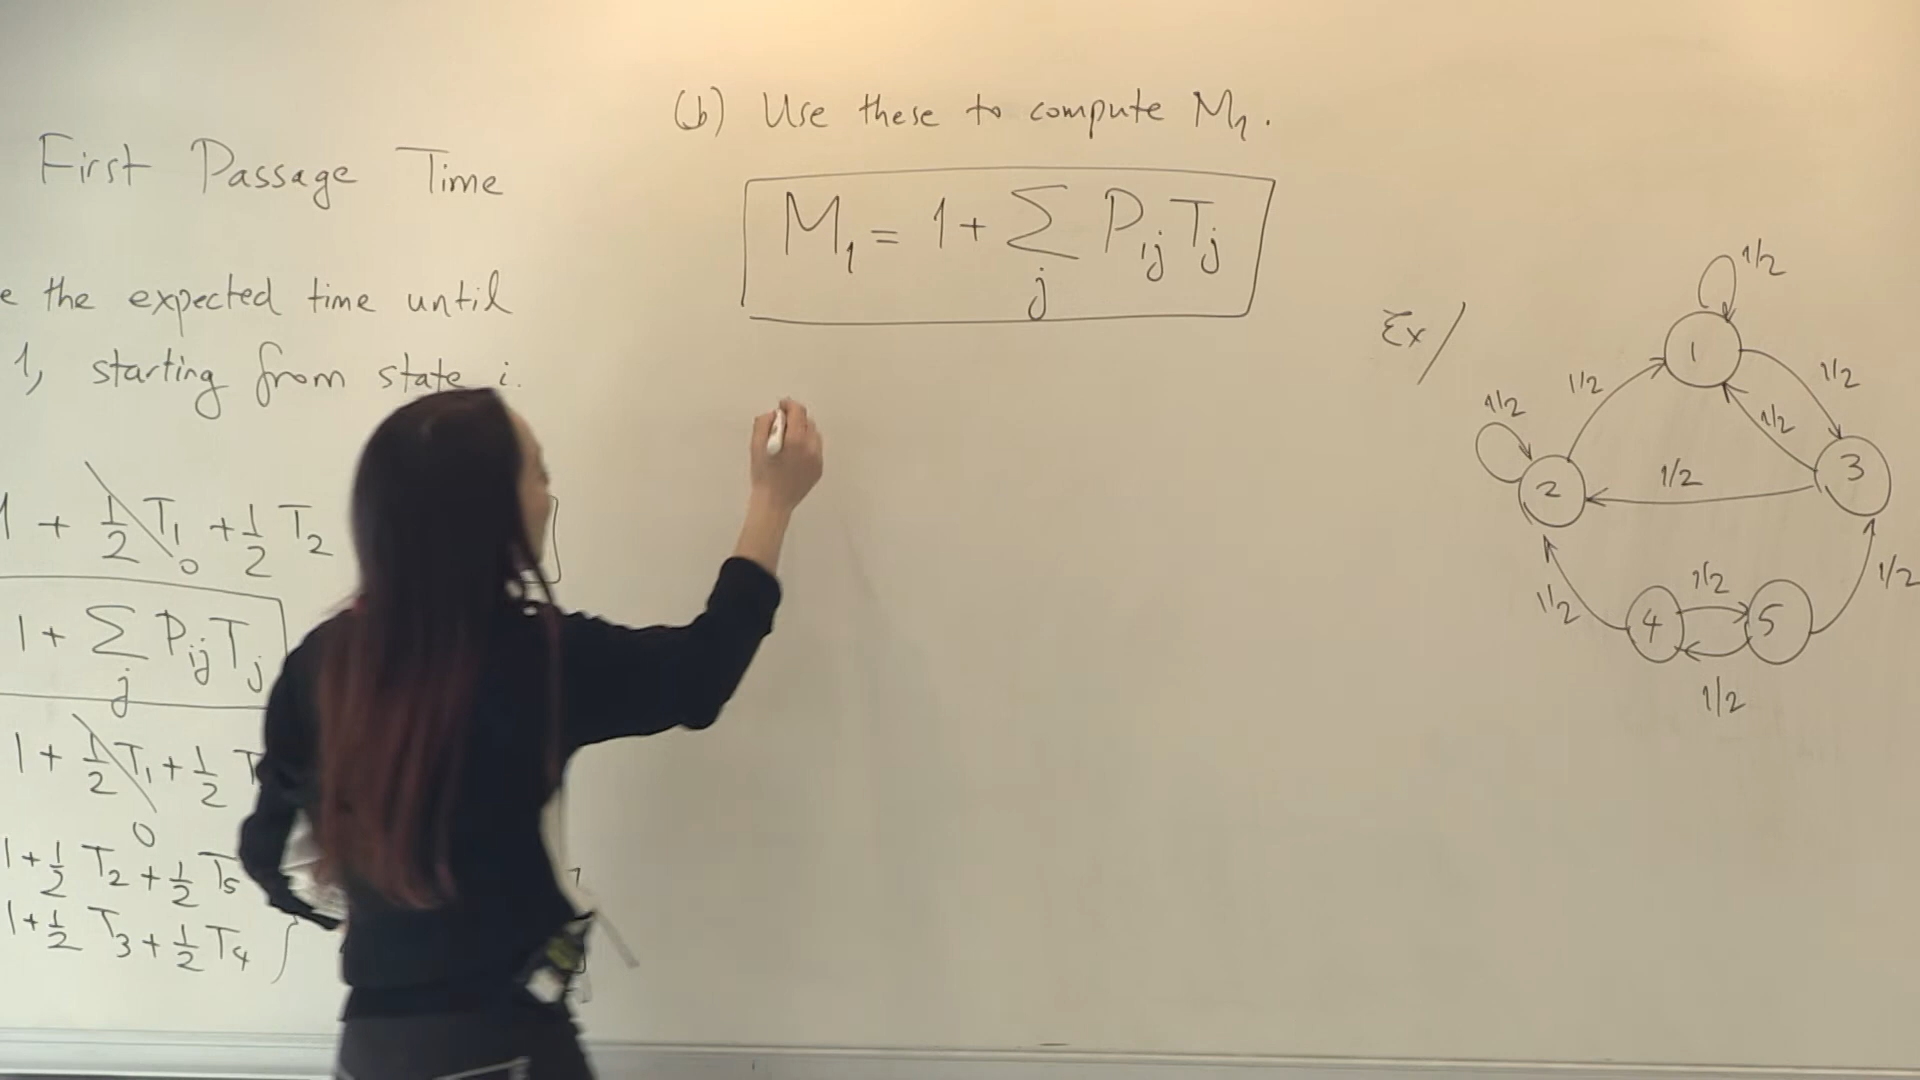 First Passage Time
e the expected time until
1, starting from state i.
1 + 1/2 T₁ 0 + 1/2 T₂
1 + ∑ⱼ Pᵢⱼ Tⱼ
1 + 1/2 T₁ 0 + 1/2 T
1 + 1/2 T₂ + 1/2 T₅
1 + 1/2 T₃ + 1/2 T₄
(b) Use these to compute M₁.
M₁ = 1 + ∑ⱼ P₁ⱼ Tⱼ
Ex/
1/2
1
1/2
1/2
1/2
1/2
2
1/2
3
1/2
1/2
1/2
4
5
1/2